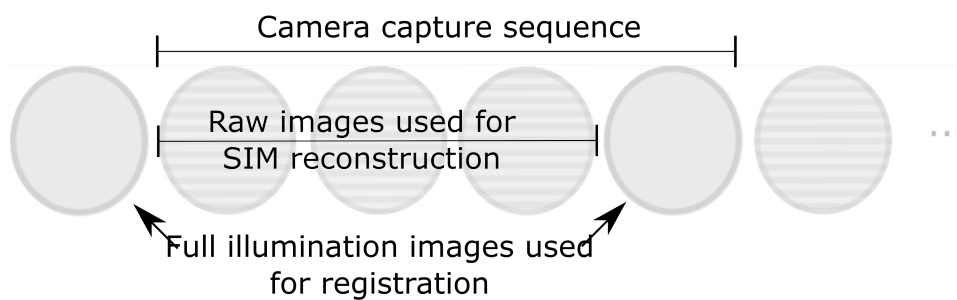 Camera capture sequence
Raw images used for
SIM reconstruction
...
Full illumination images used
for registration